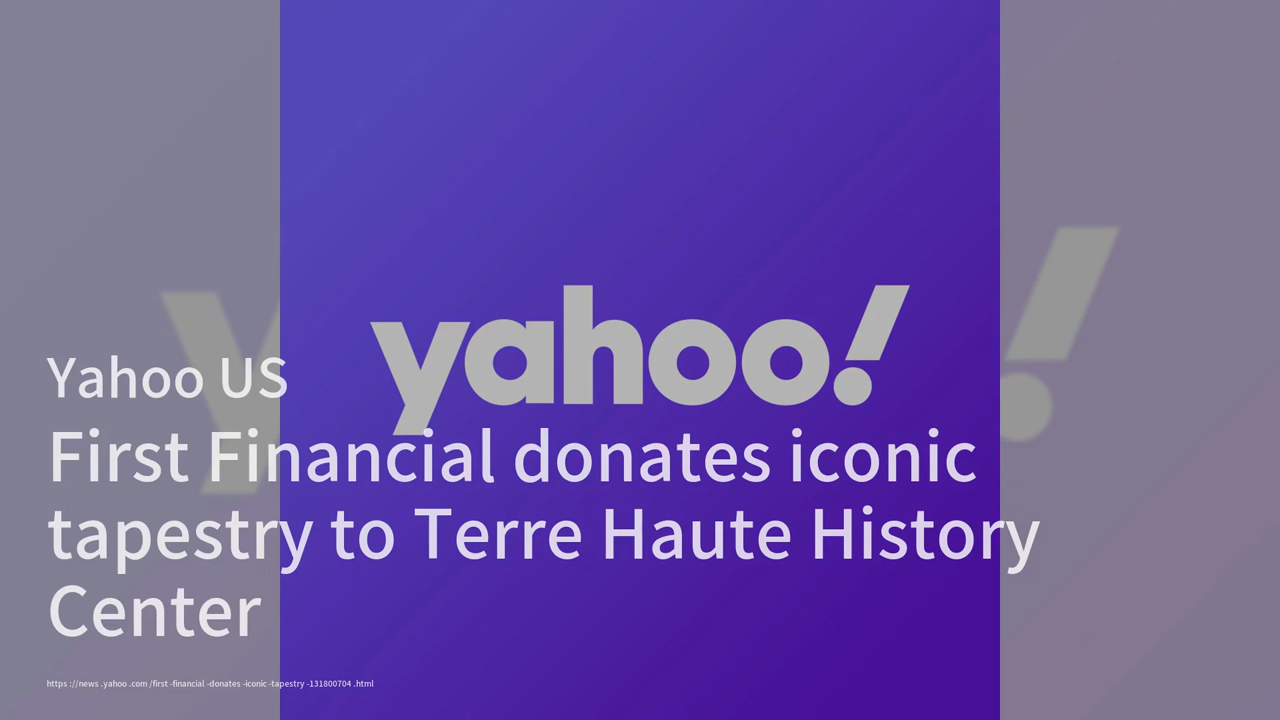 yahoo!
Yahoo US
First Financial donates iconic
tapestry to Terre Haute History
Center
https ://news .yahoo .com /first -financial -donates -iconic -tapestry -131800704 .html